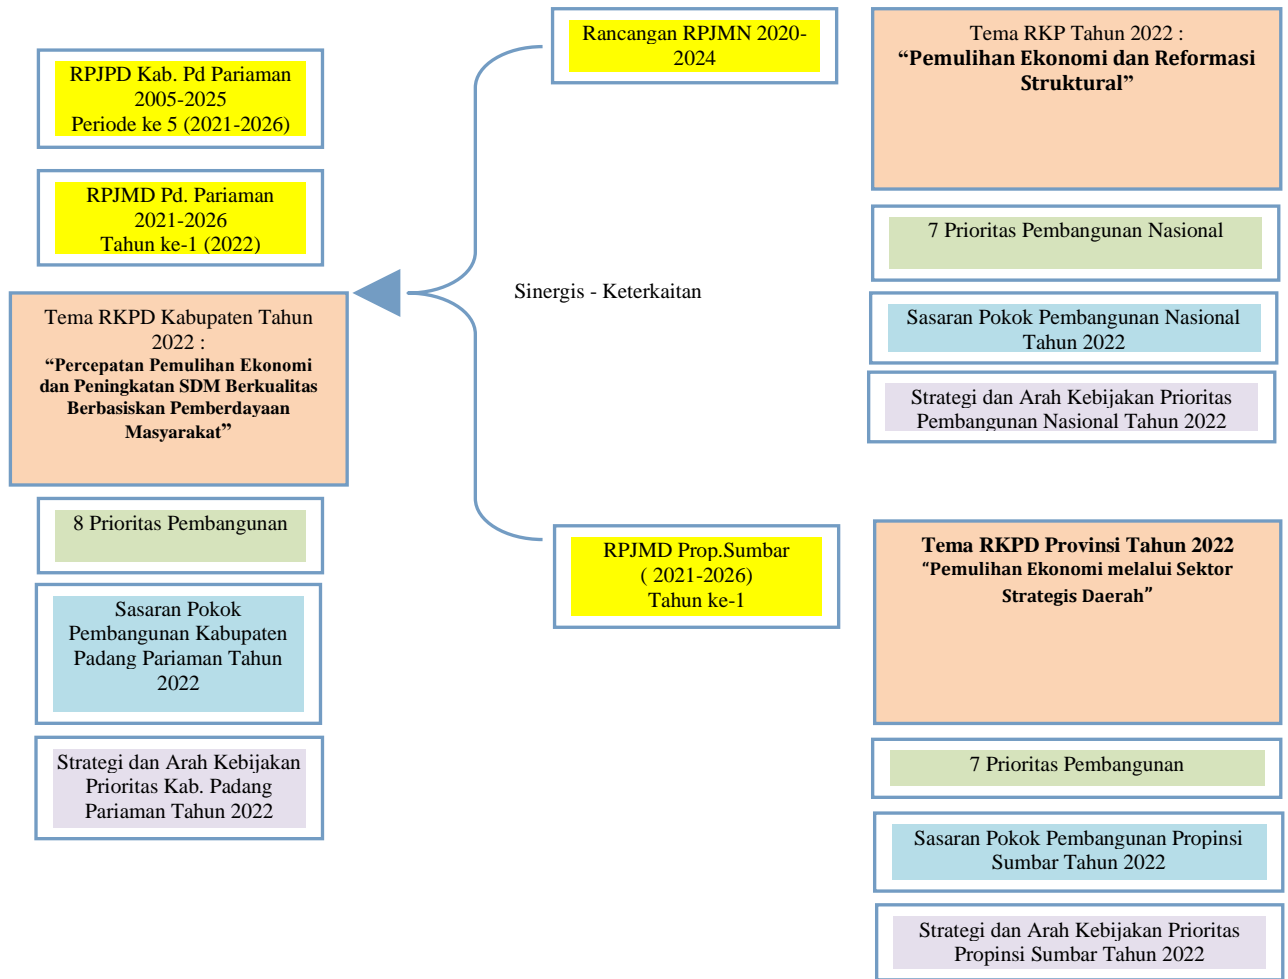 RPJPD Kab. Pd Pariaman
2005-2025
Periode ke 5 (2021-2026)
RPJMD Pd. Pariaman
2021-2026
Tahun ke-1 (2022)
Tema RKPD Kabupaten Tahun
2022 :
“Percepatan Pemulihan Ekonomi
dan Peningkatan SDM Berkualitas
Berbasiskan Pemberdayaan
Masyarakat”
8 Prioritas Pembangunan
Sasaran Pokok
Pembangunan Kabupaten
Padang Pariaman Tahun
2022
Strategi dan Arah Kebijakan
Prioritas Kab. Padang
Pariaman Tahun 2022
Rancangan RPJMN 2020-
2024
Sinergis - Keterkaitan
RPJMD Prop.Sumbar
( 2021-2026)
Tahun ke-1
Tema RKP Tahun 2022 :
“Pemulihan Ekonomi dan Reformasi
Struktural”
7 Prioritas Pembangunan Nasional
Sasaran Pokok Pembangunan Nasional
Tahun 2022
Strategi dan Arah Kebijakan Prioritas
Pembangunan Nasional Tahun 2022
Tema RKPD Provinsi Tahun 2022
“Pemulihan Ekonomi melalui Sektor
Strategis Daerah”
7 Prioritas Pembangunan
Sasaran Pokok Pembangunan Propinsi
Sumbar Tahun 2022
Strategi dan Arah Kebijakan Prioritas
Propinsi Sumbar Tahun 2022